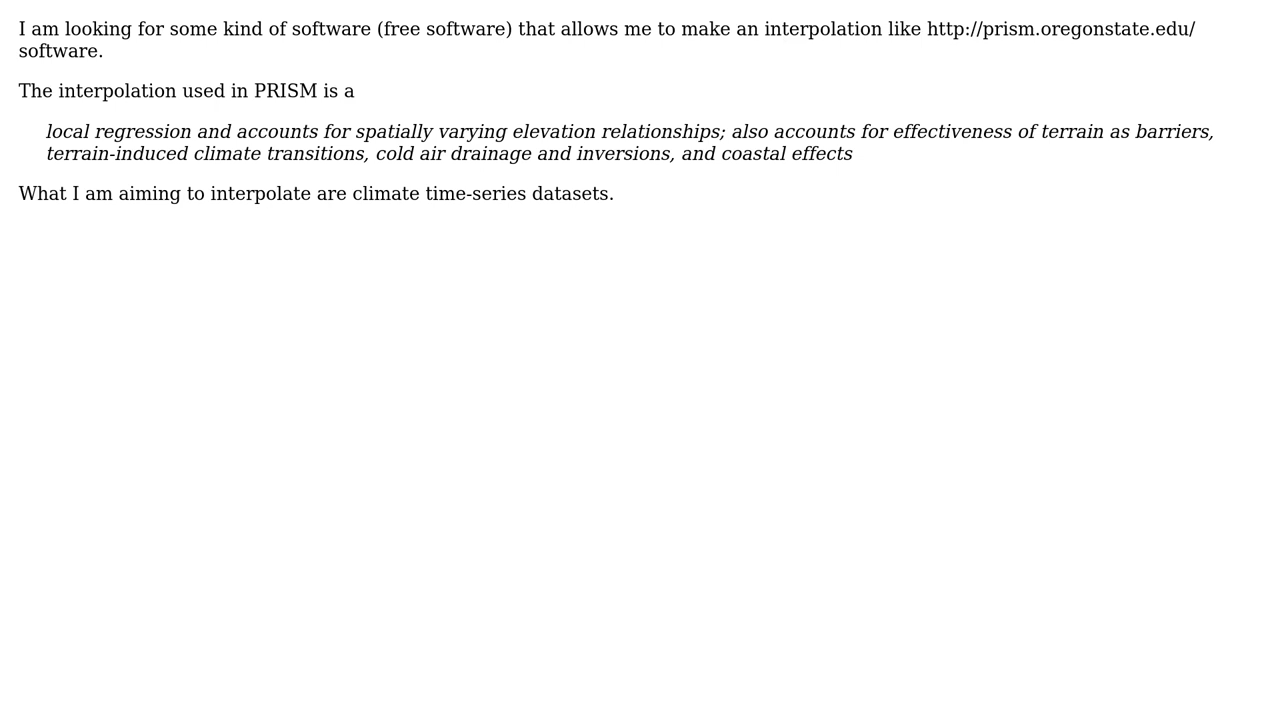 I am looking for some kind of software (free software) that allows me to make an interpolation like http://prism.oregonstate.edu/
software.
The interpolation used in PRISM is a
local regression and accounts for spatially varying elevation relationships; also accounts for effectiveness of terrain as barriers,
terrain-induced climate transitions, cold air drainage and inversions, and coastal effects
What I am aiming to interpolate are climate time-series datasets.